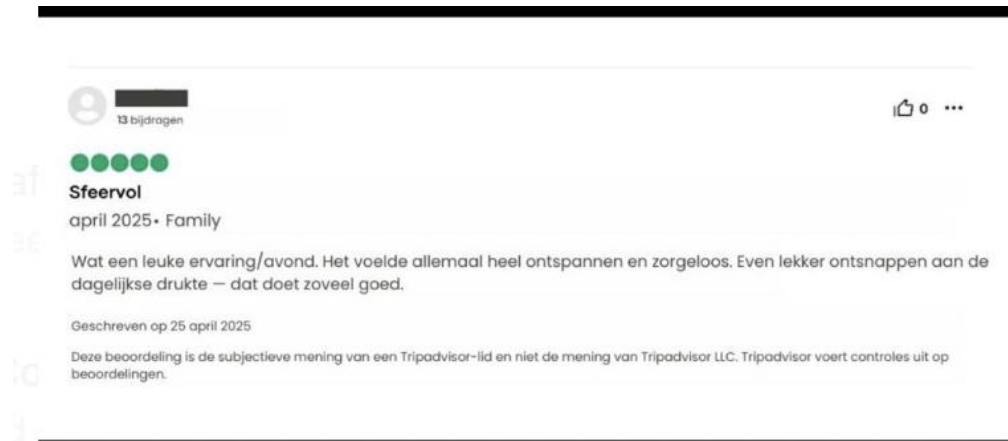 0 ...
13 bijdragen
Sfeervol
april 2025• Family
Wat een leuke ervaring/avond. Het voelde allemaal heel ontspannen en zorgeloos. Even lekker ontsnappen aan de
dagelijkse drukte — dat doet zoveel goed.
Geschreven op 25 april 2025
Deze beoordeling is de subjectieve mening van een Tripadvisor-lid en niet de mening van Tripadvisor LLC. Tripadvisor voert controles uit op
beoordelingen.